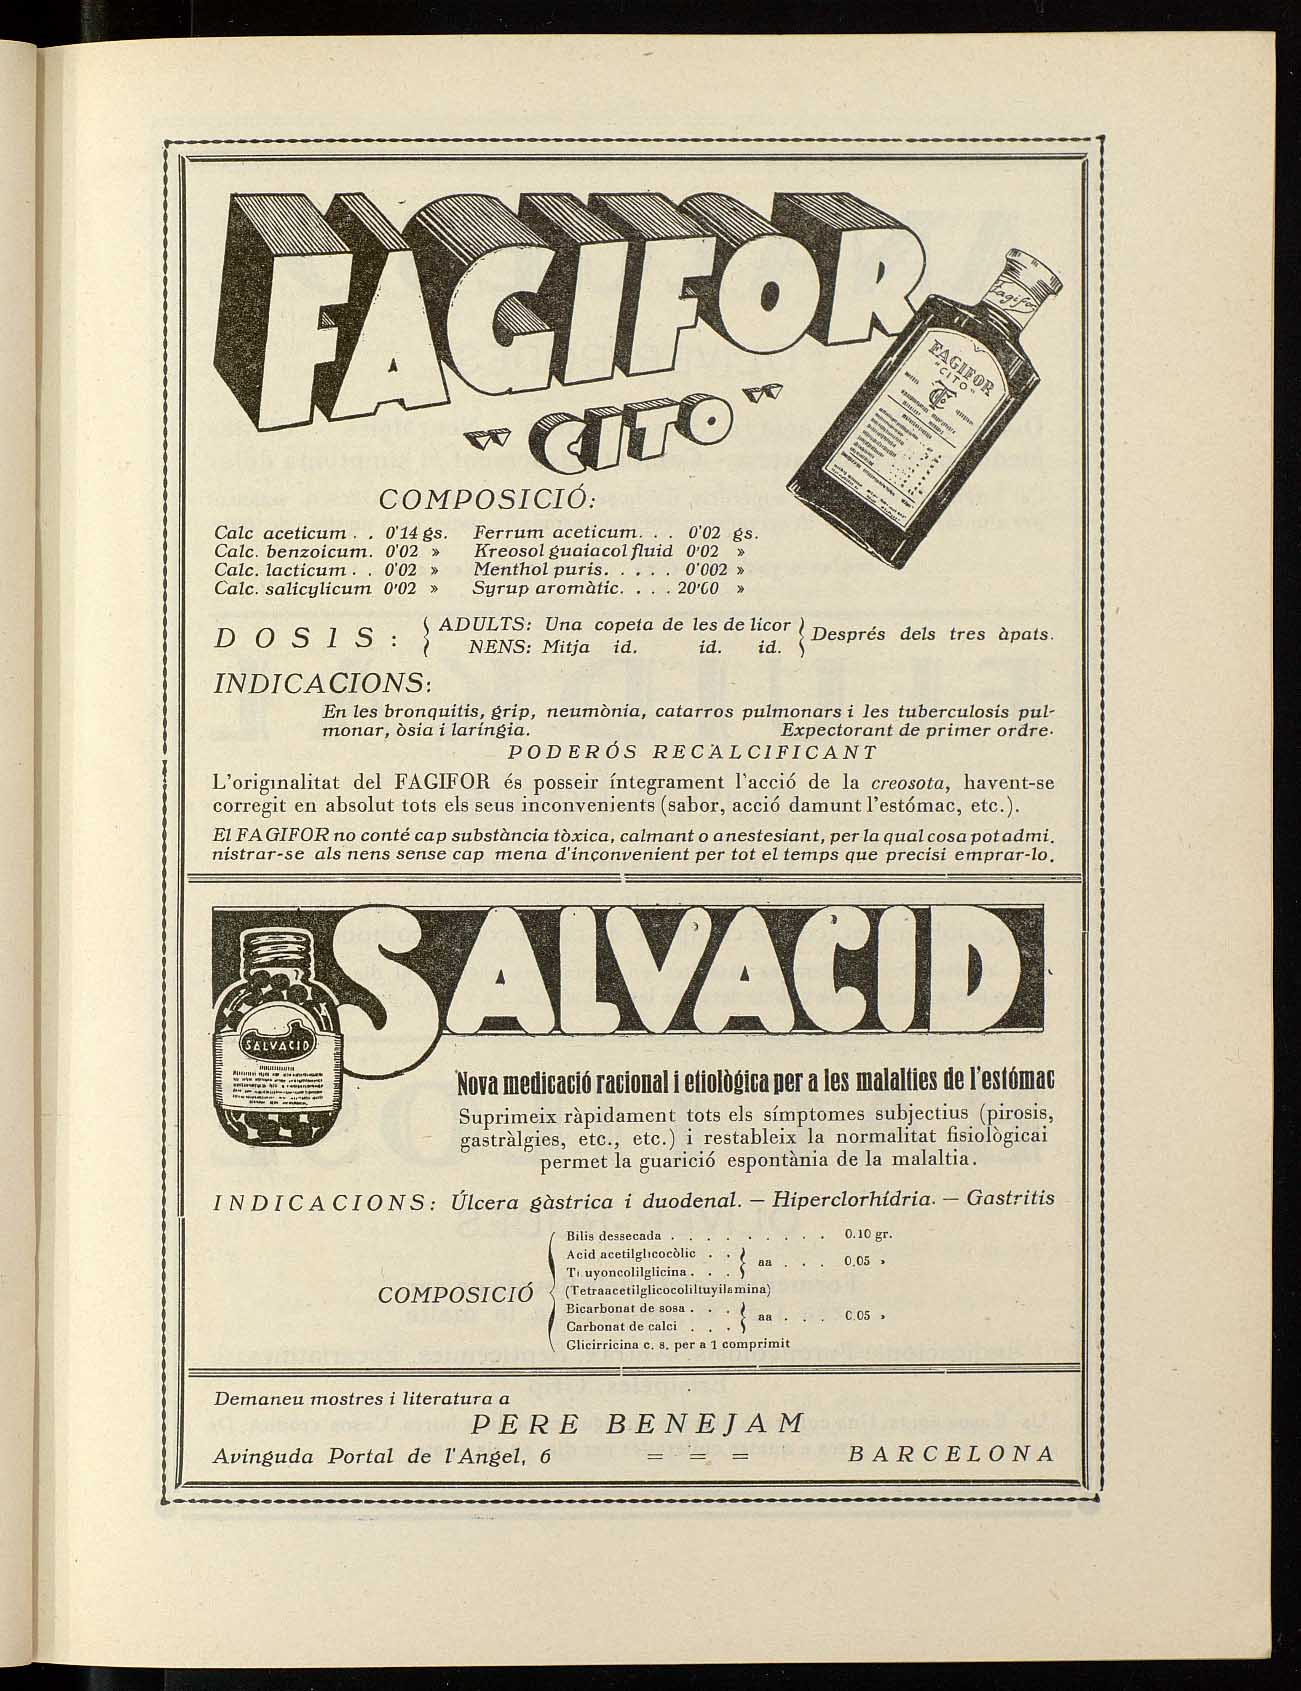 FAGIFOR
"CITO"
Fagifor
FAGIFOR
"CITO"
COMPOSICIÓ:
Calc aceticum . . 0'14 gs. Ferrum aceticum. . . 0'02 gs.
Calc. benzoicum. 0'02 » Kreosol guaiacol fluid 0'02 »
Calc. lacticum . . 0'02 » Menthol puris. . . . . 0'002 »
Calc. salicylicum 0'02 » Syrup aromàtic. . . . 20'00 »
DOSIS: ADULTS: Una copeta de les de licor
NENS: Mitja id. id. id.
Després dels tres àpats.
INDICACIONS:
En les bronquitis, grip, neumònia, catarros pulmonars i les tuberculosis pul-
monar, òsia i laríngia. Expectorant de primer ordre.
PODERÓS RECALCIFICANT
L'originalitat del FAGIFOR és posseir íntegrament l'acció de la creosota, havent-se
corregit en absolut tots els seus inconvenients (sabor, acció damunt l'estómac, etc.).
El FAGIFOR no conté cap substància tòxica, calmant o anestesiant, per la qual cosa pot admi.
nistrar-se als nens sense cap mena d'inconvenient per tot el temps que precisi emprar-lo.
SALVACID
SALVACID
Nova medicació racional i etiològica per a les malalties de l'estómac
Suprimeix ràpidament tots els símptomes subjectius (pirosis,
gastràlgies, etc., etc.) i restableix la normalitat fisiològicai
permet la guarició espontània de la malaltia.
INDICACIONS: Úlcera gàstrica i duodenal. — Hiperclorhídria. — Gastritis
COMPOSICIÓ
Bilis dessecada . . . . . . . . . 0.10 gr.
Acid acetilglicocòlic . . aa . . . 0.05 »
Ti uyoncolilglicina . . .
(Tetraacetilglicocoliltuyilamina)
Bicarbonat de sosa . . . aa . . . 0.05 »
Carbonat de calci . . .
Glicirricina c. s. per a 1 comprimit
Demaneu mostres i literatura a
PERE BENEJAM
Avinguda Portal de l'Angel, 6 = = = BARCELONA